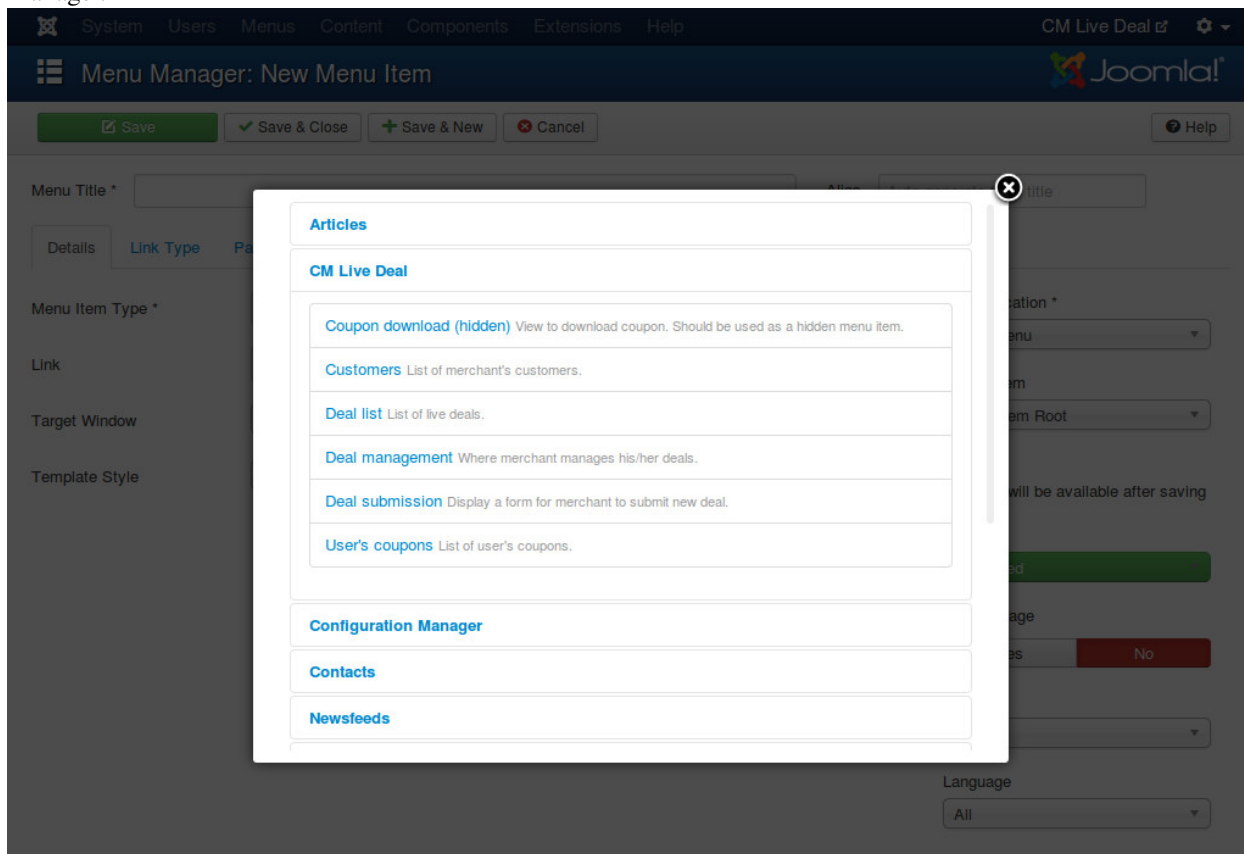 System Users Menus Content Components Extensions Help CM Live Deal
Menu Manager: New Menu Item Joomla!
Save Save & Close Save & New Cancel Help
Menu Title * title
Details Link Type
Articles
CM Live Deal
Menu Item Type *
Coupon download (hidden) View to download coupon. Should be used as a hidden menu item.
Link
Customers List of merchant's customers.
Deal list List of live deals.
Target Window
em Root
Deal management Where merchant manages his/her deals.
Template Style
will be available after saving
Deal submission Display a form for merchant to submit new deal.
User's coupons List of user's coupons.
Configuration Manager
No
Contacts
Newsfeeds
Language
All